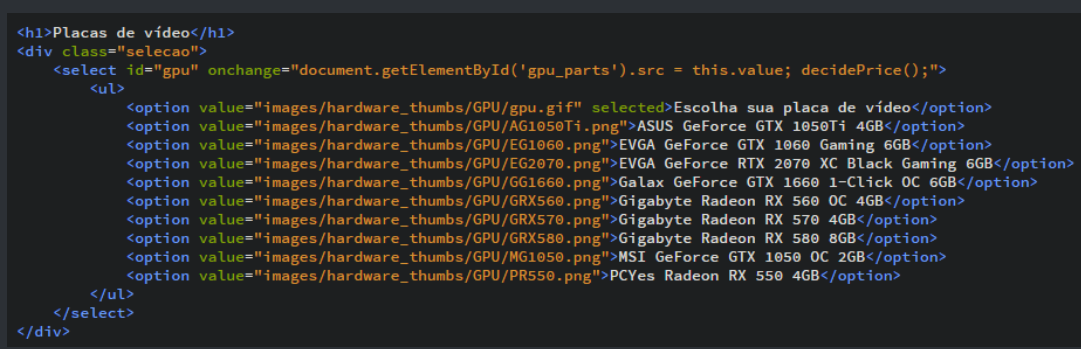 <h1>Placas de vídeo</h1>
<div class="selecao">
<select id="gpu" onchange="document.getElementById('gpu_parts').src = this.value; decidePrice();">
<ul>
<option value="images/hardware_thumbs/GPU/gpu.gif" selected>Escolha sua placa de vídeo</option>
<option value="images/hardware_thumbs/GPU/AG1050Ti.png">ASUS GeForce GTX 1050Ti 4GB</option>
<option value="images/hardware_thumbs/GPU/EG1060.png">EVGA GeForce GTX 1060 Gaming 6GB</option>
<option value="images/hardware_thumbs/GPU/EG2070.png">EVGA GeForce RTX 2070 XC Black Gaming 6GB</option>
<option value="images/hardware_thumbs/GPU/GG1660.png">Galax GeForce GTX 1660 1-Click OC 6GB</option>
<option value="images/hardware_thumbs/GPU/GRX560.png">Gigabyte Radeon RX 560 OC 4GB</option>
<option value="images/hardware_thumbs/GPU/GRX570.png">Gigabyte Radeon RX 570 4GB</option>
<option value="images/hardware_thumbs/GPU/GRX580.png">Gigabyte Radeon RX 580 8GB</option>
<option value="images/hardware_thumbs/GPU/MG1050.png">MSI GeForce GTX 1050 OC 2GB</option>
<option value="images/hardware_thumbs/GPU/PR550.png">PCYes Radeon RX 550 4GB</option>
</ul>
</select>
</div>